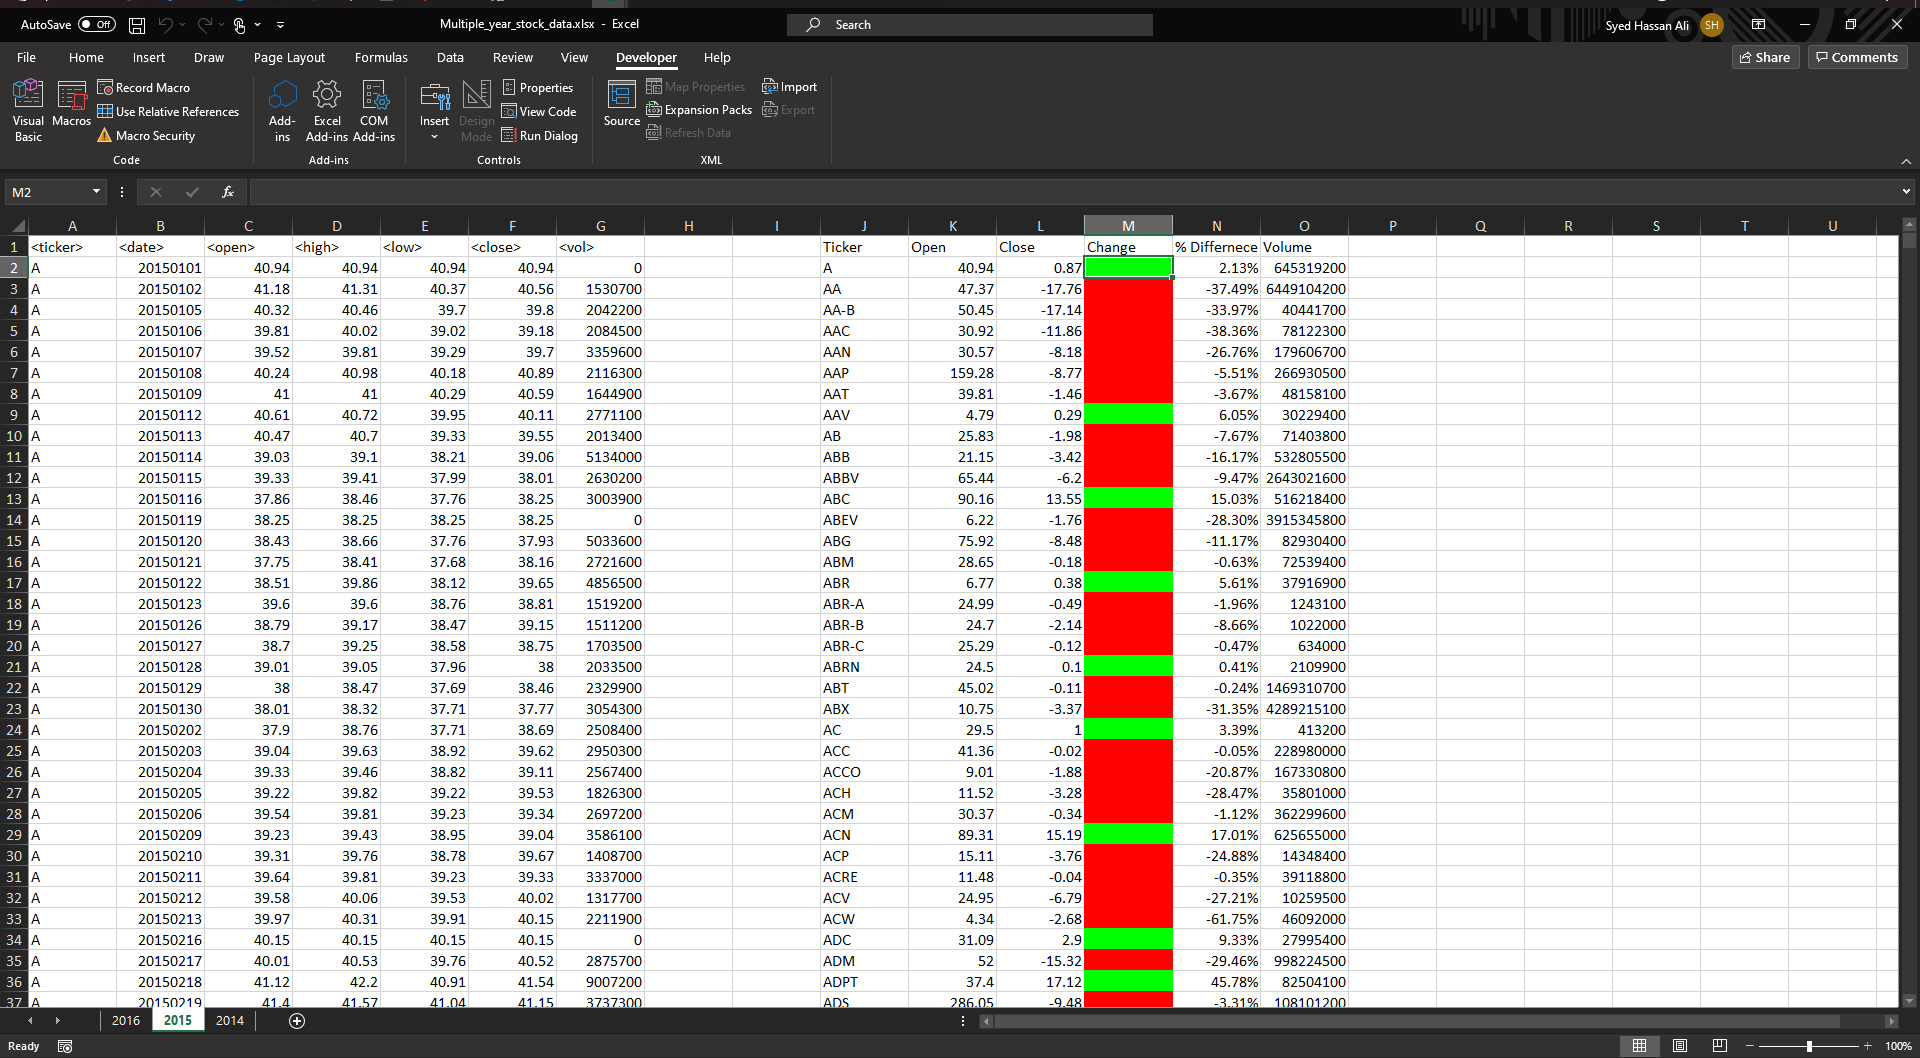 AutoSave Off Multiple_year_stock_data.xlsx - Excel Search Syed Hassan Ali SH
File Home Insert Draw Page Layout Formulas Data Review View Developer Help Share Comments
Visual Basic Macros Record Macro Use Relative References Macro Security Code
Add-ins Excel Add-ins COM Add-ins Add-ins
Insert Design Mode Properties View Code Run Dialog Controls
Source Map Properties Expansion Packs Refresh Data Import Export XML
M2 fx
A B C D E F G H I J K L M N O P Q R S T U
1 <ticker> <date> <open> <high> <low> <close> <vol> Ticker Open Close Change % Differnece Volume
2 A 20150101 40.94 40.94 40.94 40.94 0 A 40.94 0.87 2.13% 645319200
3 A 20150102 41.18 41.31 40.37 40.56 1530700 AA 47.37 -17.76 -37.49% 6449104200
4 A 20150105 40.32 40.46 39.7 39.8 2042200 AA-B 50.45 -17.14 -33.97% 40441700
5 A 20150106 39.81 40.02 39.02 39.18 2084500 AAC 30.92 -11.86 -38.36% 78122300
6 A 20150107 39.52 39.81 39.29 39.7 3359600 AAN 30.57 -8.18 -26.76% 179606700
7 A 20150108 40.24 40.98 40.18 40.89 2116300 AAP 159.28 -8.77 -5.51% 266930500
8 A 20150109 41 41 40.29 40.59 1644900 AAT 39.81 -1.46 -3.67% 48158100
9 A 20150112 40.61 40.72 39.95 40.11 2771100 AAV 4.79 0.29 6.05% 30229400
10 A 20150113 40.47 40.7 39.33 39.55 2013400 AB 25.83 -1.98 -7.67% 71403800
11 A 20150114 39.03 39.1 38.21 39.06 5134000 ABB 21.15 -3.42 -16.17% 532805500
12 A 20150115 39.33 39.41 37.99 38.01 2630200 ABBV 65.44 -6.2 -9.47% 2643021600
13 A 20150116 37.86 38.46 37.76 38.25 3003900 ABC 90.16 13.55 15.03% 516218400
14 A 20150119 38.25 38.25 38.25 38.25 0 ABEV 6.22 -1.76 -28.30% 3915345800
15 A 20150120 38.43 38.66 37.76 37.93 5033600 ABG 75.92 -8.48 -11.17% 82930400
16 A 20150121 37.75 38.41 37.68 38.16 2721600 ABM 28.65 -0.18 -0.63% 72539400
17 A 20150122 38.51 39.86 38.12 39.65 4856500 ABR 6.77 0.38 5.61% 37916900
18 A 20150123 39.6 39.6 38.76 38.81 1519200 ABR-A 24.99 -0.49 -1.96% 1243100
19 A 20150126 38.79 39.17 38.47 39.15 1511200 ABR-B 24.7 -2.14 -8.66% 1022000
20 A 20150127 38.7 39.25 38.58 38.75 1703500 ABR-C 25.29 -0.12 -0.47% 634000
21 A 20150128 39.01 39.05 37.96 38 2033500 ABRN 24.5 0.1 0.41% 2109900
22 A 20150129 38 38.47 37.69 38.46 2329900 ABT 45.02 -0.11 -0.24% 1469310700
23 A 20150130 38.01 38.32 37.71 37.77 3054300 ABX 10.75 -3.37 -31.35% 4289215100
24 A 20150202 37.9 38.76 37.71 38.69 2508400 AC 29.5 1 3.39% 413200
25 A 20150203 39.04 39.63 38.92 39.62 2950300 ACC 41.36 -0.02 -0.05% 228980000
26 A 20150204 39.33 39.46 38.82 39.11 2567400 ACCO 9.01 -1.88 -20.87% 167330800
27 A 20150205 39.22 39.82 39.22 39.53 1826300 ACH 11.52 -3.28 -28.47% 35801000
28 A 20150206 39.54 39.81 39.23 39.34 2697200 ACM 30.37 -0.34 -1.12% 362299600
29 A 20150209 39.23 39.43 38.95 39.04 3586100 ACN 89.31 15.19 17.01% 625655000
30 A 20150210 39.31 39.76 38.78 39.67 1408700 ACP 15.11 -3.76 -24.88% 14348400
31 A 20150211 39.64 39.81 39.23 39.33 3337000 ACRE 11.48 -0.04 -0.35% 39118800
32 A 20150212 39.58 40.06 39.53 40.02 1317700 ACV 24.95 -6.79 -27.21% 10259500
33 A 20150213 39.97 40.31 39.91 40.15 2211900 ACW 4.34 -2.68 -61.75% 46092000
34 A 20150216 40.15 40.15 40.15 40.15 0 ADC 31.09 2.9 9.33% 27995400
35 A 20150217 40.01 40.53 39.76 40.52 2875700 ADM 52 -15.32 -29.46% 998224500
36 A 20150218 41.12 42.2 40.91 41.54 9007200 ADPT 37.4 17.12 45.78% 82504100
37 A 20150219 41.4 41.57 41.04 41.15 3737300 ADS 286.05 -9.48 -3.31% 108101200
2016 2015 2014
Ready 100%